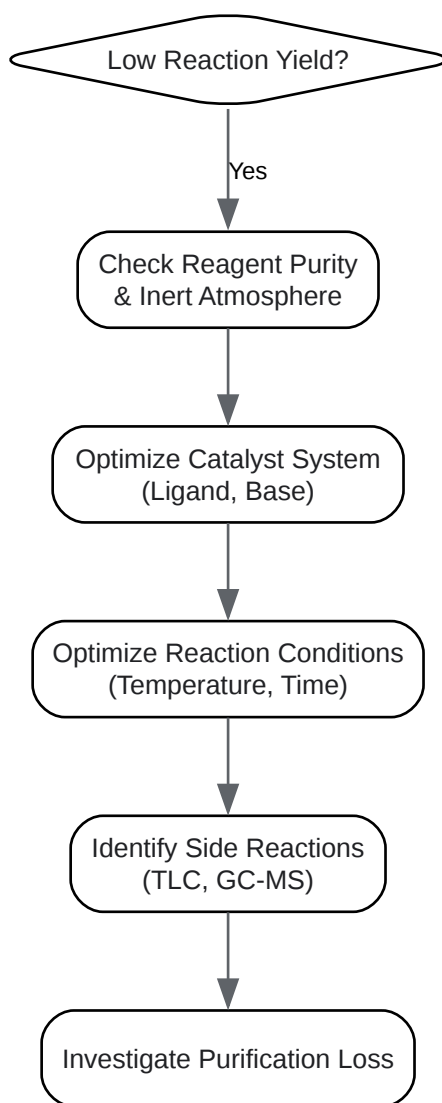 Low Reaction Yield?
Yes
Check Reagent Purity
& Inert Atmosphere
Optimize Catalyst System
(Ligand, Base)
Optimize Reaction Conditions
(Temperature, Time)
Identify Side Reactions
(TLC, GC-MS)
Investigate Purification Loss